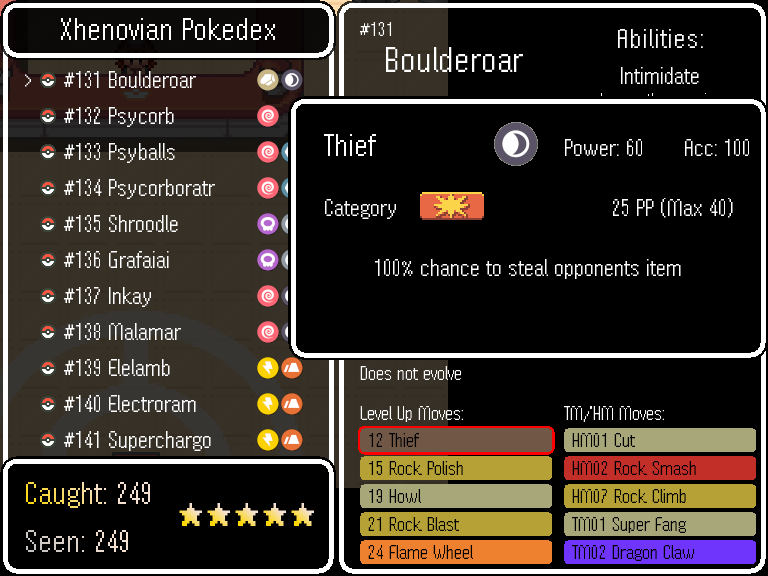 Xhenovian Pokedex
> #131 Boulderoar
#132 Psycorb
#133 Psyballs
#134 Psycorboratr
#135 Shroodle
#136 Grafaiai
#137 Inkay
#138 Malamar
#139 Elelamb
#140 Electroram
#141 Superchargo
Caught: 249
Seen: 249
#131
Boulderoar
Abilities:
Intimidate
Thief
Power: 60
Acc: 100
Category
25 PP (Max 40)
100% chance to steal opponents item
Does not evolve
Level Up Moves:
12 Thief
15 Rock Polish
19 Howl
21 Rock Blast
24 Flame Wheel
TM/HM Moves:
HM01 Cut
HM02 Rock Smash
HM07 Rock Climb
TM01 Super Fang
TM02 Dragon Claw